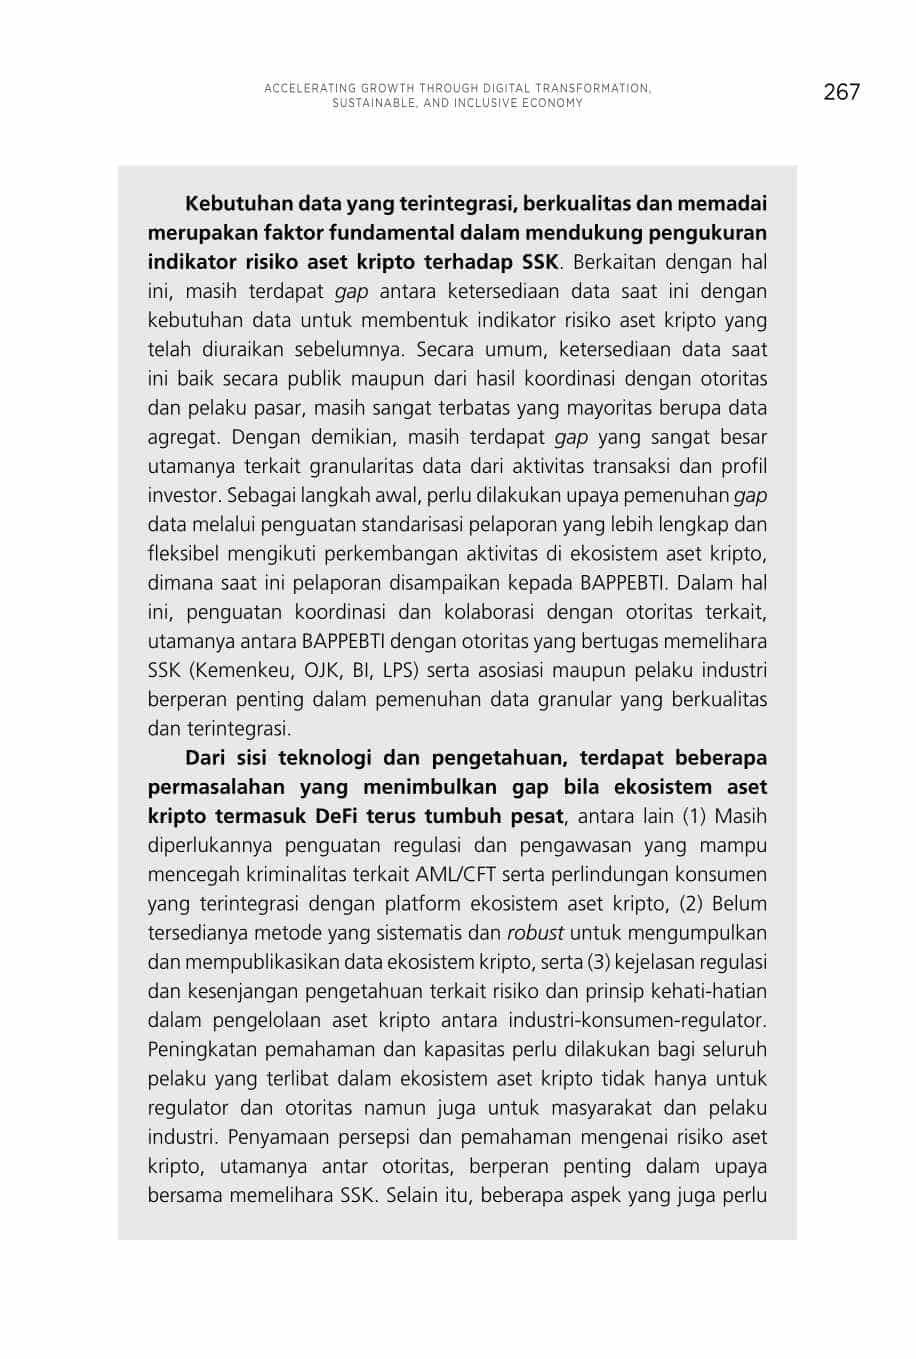 ACCELERATING GROWTH THROUGH DIGITAL TRANSFORMATION,
SUSTAINABLE, AND INCLUSIVE ECONOMY
267
Kebutuhan data yang terintegrasi, berkualitas dan memadai
merupakan faktor fundamental dalam mendukung pengukuran
indikator risiko aset kripto terhadap SSK. Berkaitan dengan hal
ini, masih terdapat gap antara ketersediaan data saat ini dengan
kebutuhan data untuk membentuk indikator risiko aset kripto yang
telah diuraikan sebelumnya. Secara umum, ketersediaan data saat
ini baik secara publik maupun dari hasil koordinasi dengan otoritas
dan pelaku pasar, masih sangat terbatas yang mayoritas berupa data
agregat. Dengan demikian, masih terdapat gap yang sangat besar
utamanya terkait granularitas data dari aktivitas transaksi dan profil
investor. Sebagai langkah awal, perlu dilakukan upaya pemenuhan gap
data melalui penguatan standarisasi pelaporan yang lebih lengkap dan
fleksibel mengikuti perkembangan aktivitas di ekosistem aset kripto,
dimana saat ini pelaporan disampaikan kepada BAPPEBTI. Dalam hal
ini, penguatan koordinasi dan kolaborasi dengan otoritas terkait,
utamanya antara BAPPEBTI dengan otoritas yang bertugas memelihara
SSK (Kemenkeu, OJK, BI, LPS) serta asosiasi maupun pelaku industri
berperan penting dalam pemenuhan data granular yang berkualitas
dan terintegrasi.
Dari sisi teknologi dan pengetahuan, terdapat beberapa
permasalahan yang menimbulkan gap bila ekosistem aset
kripto termasuk DeFi terus tumbuh pesat, antara lain (1) Masih
diperlukannya penguatan regulasi dan pengawasan yang mampu
mencegah kriminalitas terkait AML/CFT serta perlindungan konsumen
yang terintegrasi dengan platform ekosistem aset kripto, (2) Belum
tersedianya metode yang sistematis dan robust untuk mengumpulkan
dan mempublikasikan data ekosistem kripto, serta (3) kejelasan regulasi
dan kesenjangan pengetahuan terkait risiko dan prinsip kehati-hatian
dalam pengelolaan aset kripto antara industri-konsumen-regulator.
Peningkatan pemahaman dan kapasitas perlu dilakukan bagi seluruh
pelaku yang terlibat dalam ekosistem aset kripto tidak hanya untuk
regulator dan otoritas namun juga untuk masyarakat dan pelaku
industri. Penyamaan persepsi dan pemahaman mengenai risiko aset
kripto, utamanya antar otoritas, berperan penting dalam upaya
bersama memelihara SSK. Selain itu, beberapa aspek yang juga perlu